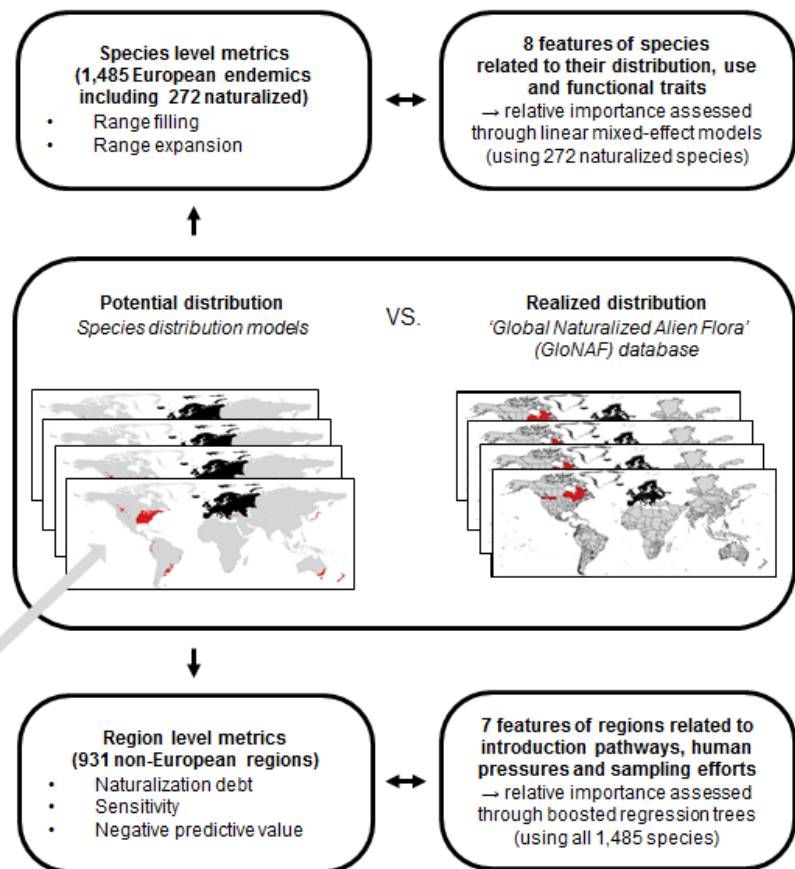 Species level metrics
(1,485 European endemics
including 272 naturalized)
• Range filling
• Range expansion
8 features of species
related to their distribution, use
and functional traits
→ relative importance assessed
through linear mixed-effect models
(using 272 naturalized species)
Potential distribution
Species distribution models
VS.
Realized distribution
‘Global Naturalized Alien Flora’
(GloNAF) database
Region level metrics
(931 non-European regions)
• Naturalization debt
• Sensitivity
• Negative predictive value
7 features of regions related to
introduction pathways, human
pressures and sampling efforts
→ relative importance assessed
through boosted regression trees
(using all 1,485 species)